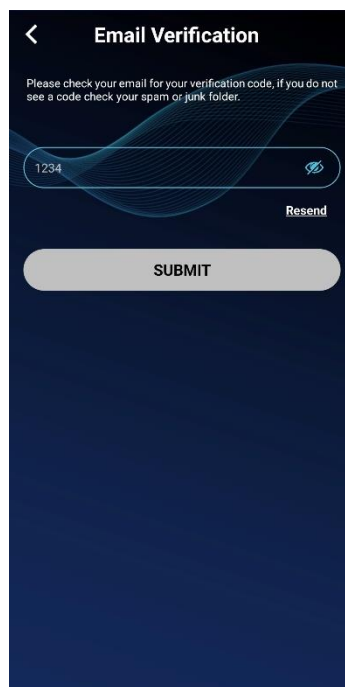 Email Verification
Please check your email for your verification code, if you do not
see a code check your spam or junk folder.
1234
Resend
SUBMIT